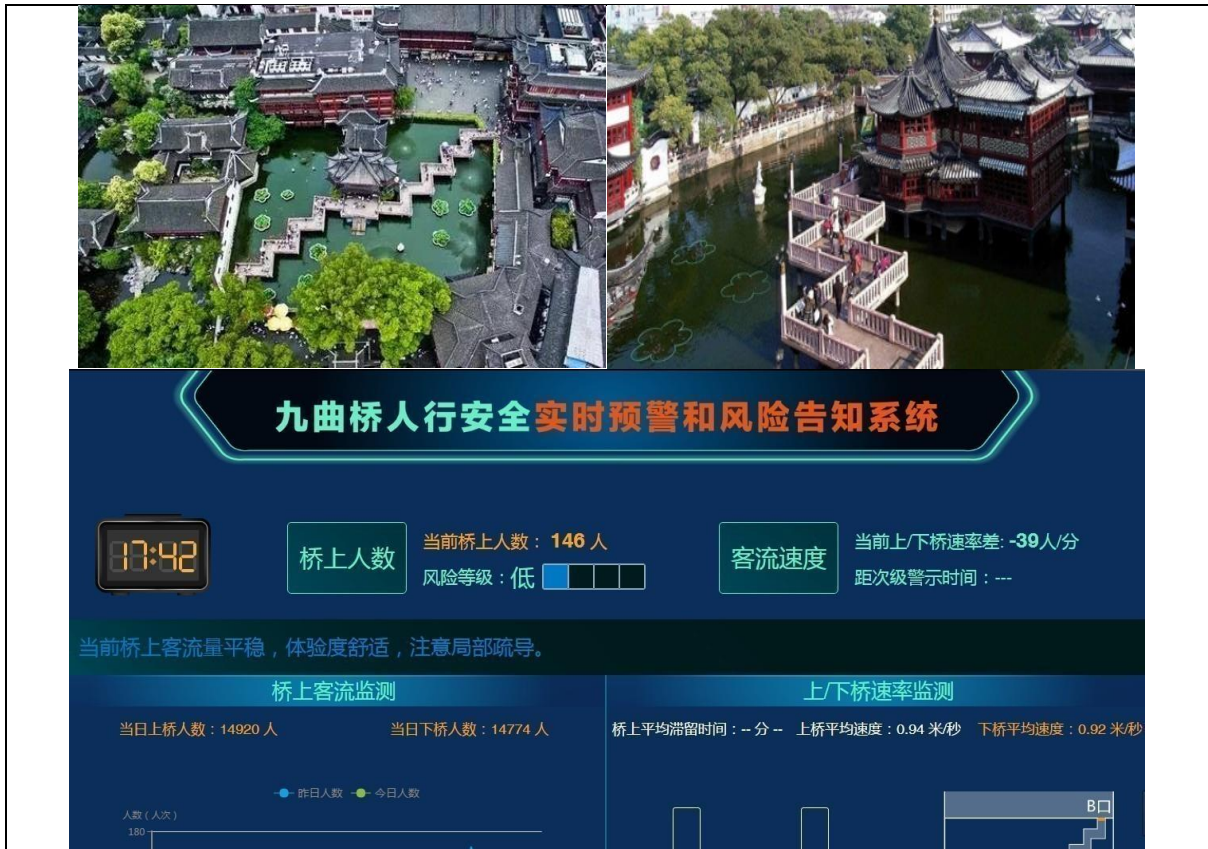 九曲桥人行安全实时预警和风险告知系统
17:42
桥上人数
当前桥上人数：146 人
风险等级：低
客流速度
当前上/下桥速率差: -39人/分
距次级警示时间：---
当前桥上客流量平稳，体验度舒适，注意局部疏导。
桥上客流监测
当日上桥人数：14920 人
当日下桥人数：14774 人
昨日人数 今日人数
人数（人次）
180
上/下桥速率监测
桥上平均滞留时间：-- 分 -- 上桥平均速度：0.94 米/秒 下桥平均速度：0.92 米/秒
B口